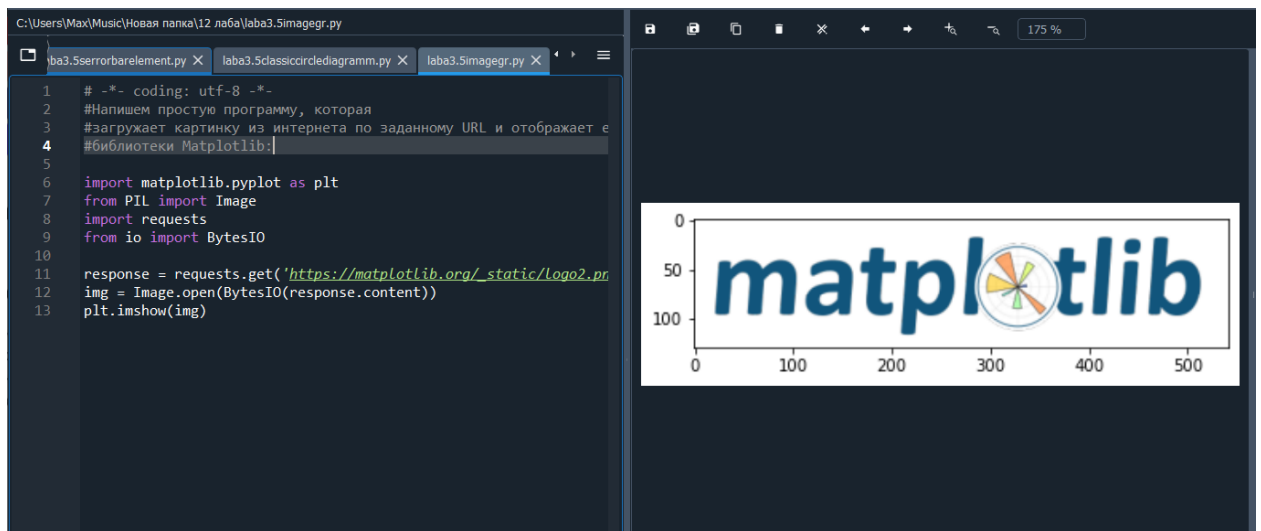 C:\Users\Max\Music\Новая папка\12 лаба\laba3.5imagegr.py
ba3.5serrorbarelement.py
laba3.5classiccirclediagramm.py
laba3.5imagegr.py
1 # -*- coding: utf-8 -*-
2 #Напишем простую программу, которая
3 #загружает картинку из интернета по заданному URL и отображает е
4 #библиотеки Matplotlib:
5
6 import matplotlib.pyplot as plt
7 from PIL import Image
8 import requests
9 from io import BytesIO
10
11 response = requests.get('https://matplotlib.org/_static/logo2.pn
12 img = Image.open(BytesIO(response.content))
13 plt.imshow(img)
175 %
0
50
100
matplotlib
0 100 200 300 400 500